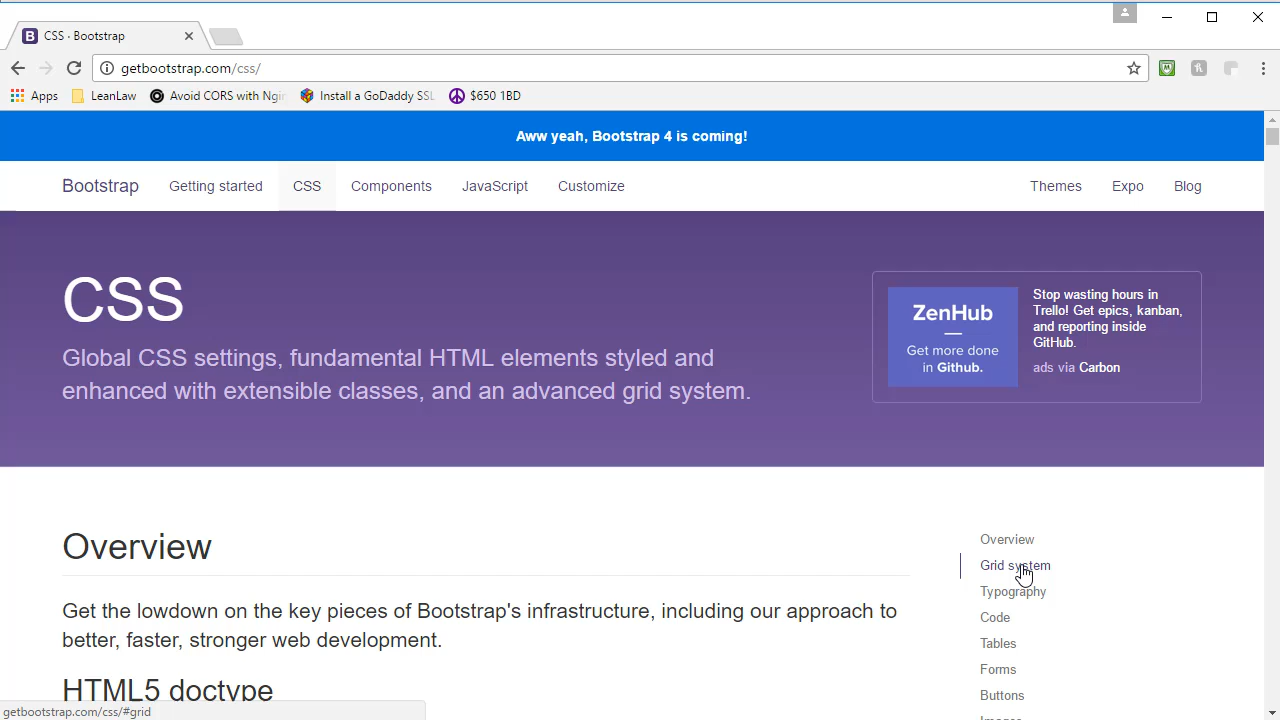 CSS · Bootstrap
getbootstrap.com/css/
Apps
LeanLaw
Avoid CORS with Ngi
Install a GoDaddy SSL
$650 1BD
Aww yeah, Bootstrap 4 is coming!
Bootstrap
Getting started
CSS
Components
JavaScript
Customize
Themes
Expo
Blog
CSS
Global CSS settings, fundamental HTML elements styled and
enhanced with extensible classes, and an advanced grid system.
ZenHub
Get more done
in Github.
Stop wasting hours in
Trello! Get epics, kanban,
and reporting inside
GitHub.
ads via Carbon
Overview
Get the lowdown on the key pieces of Bootstrap's infrastructure, including our approach to
better, faster, stronger web development.
HTML5 doctype
Overview
Grid system
Typography
Code
Tables
Forms
Buttons
Images
getbootstrap.com/css/#grid